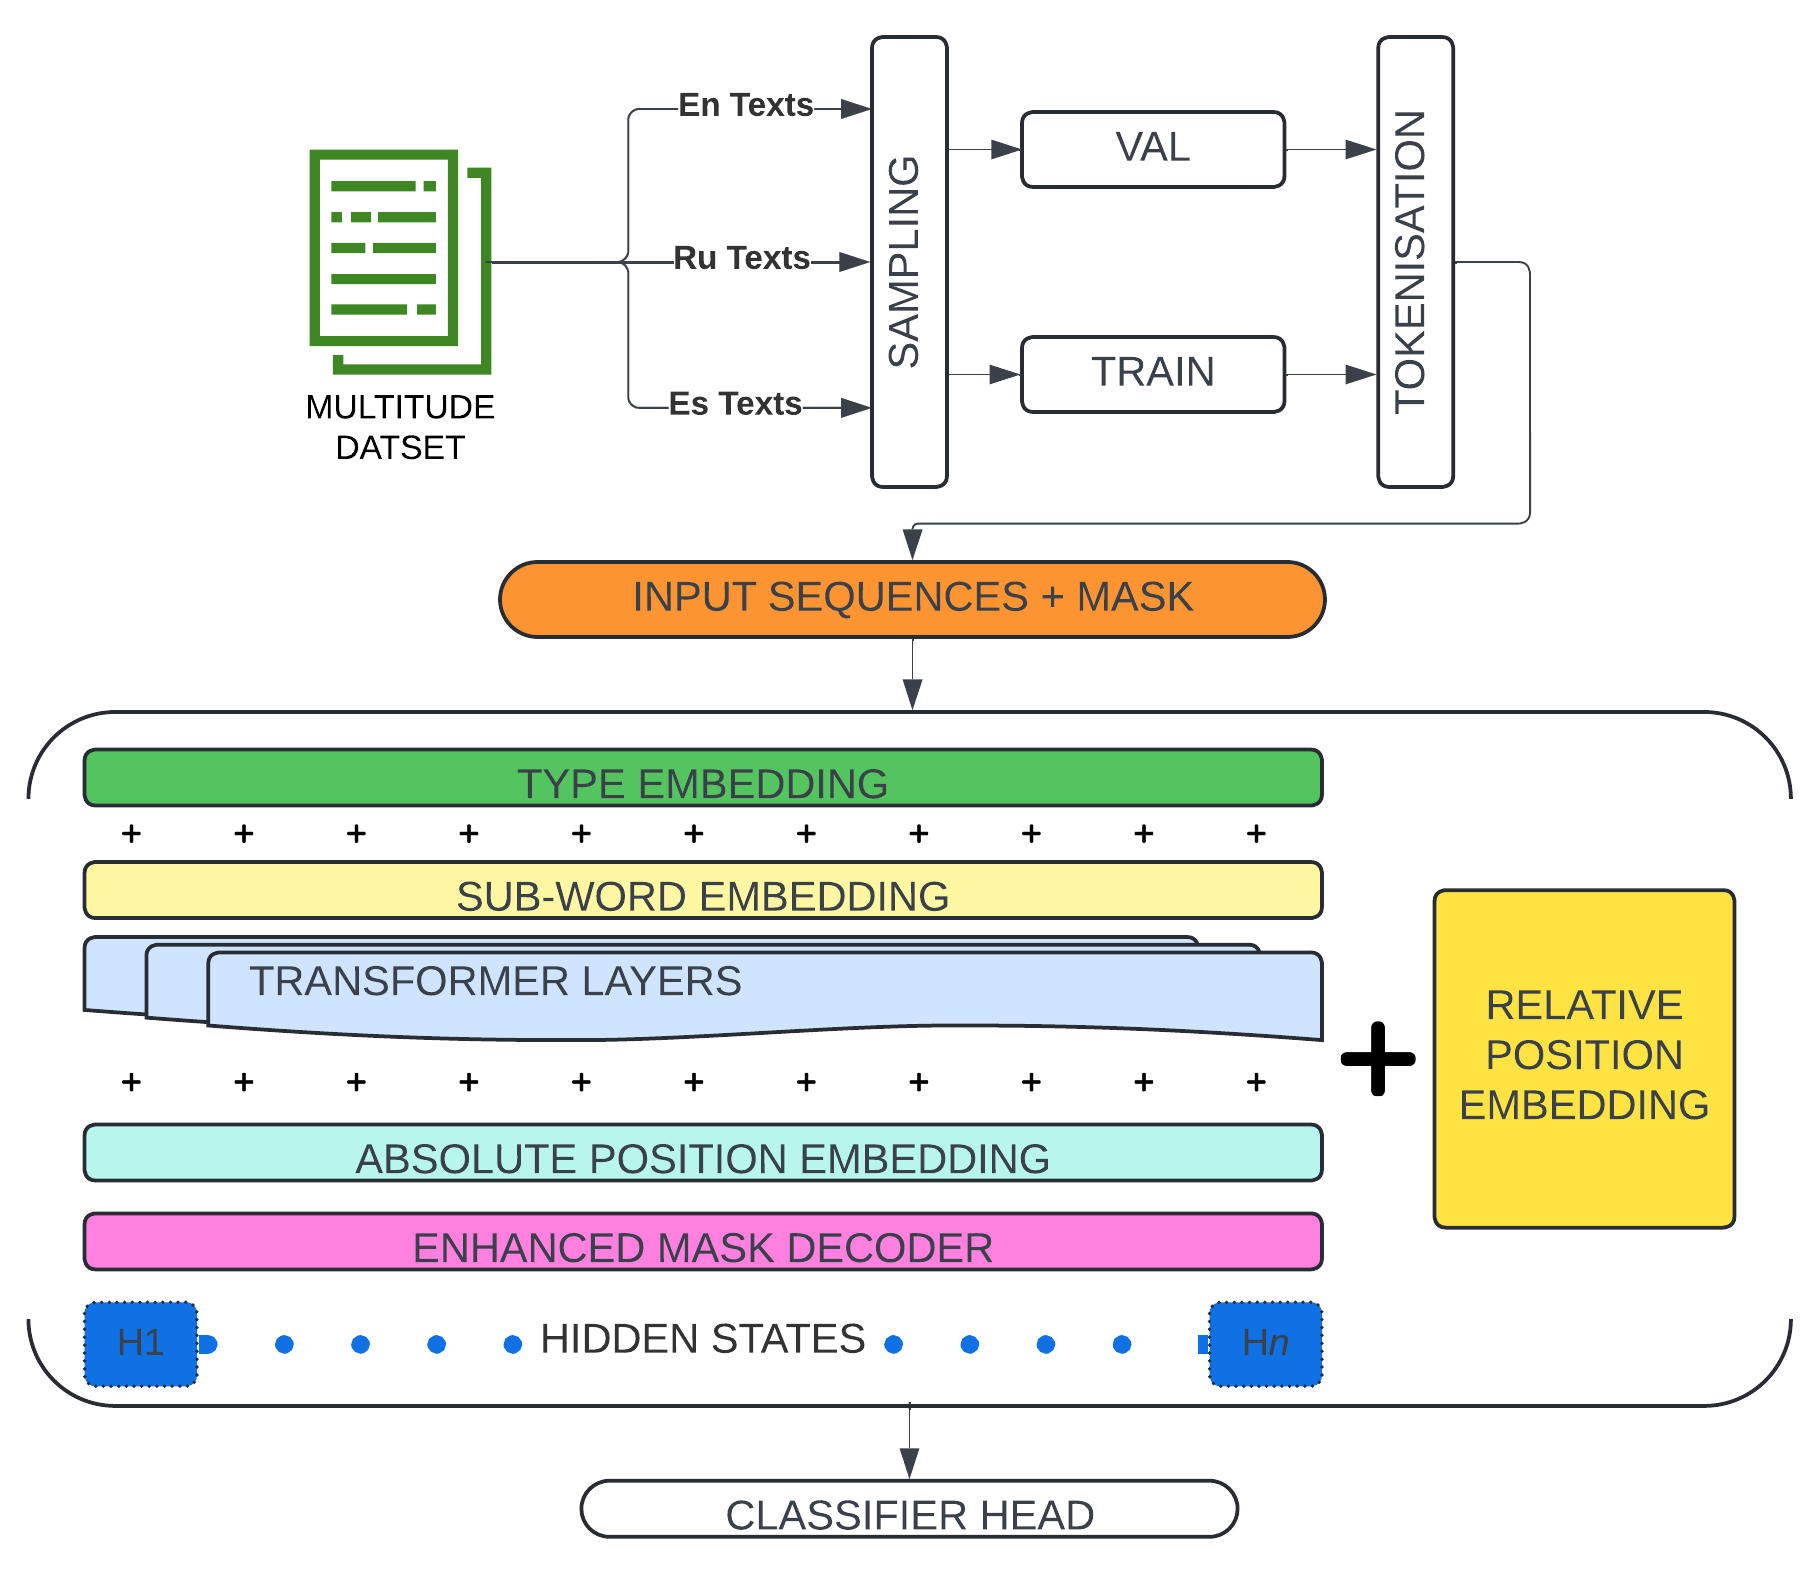 En Texts
Ru Texts
Es Texts
MULTITUDE
DATSET
SAMPLING
VAL
TRAIN
TOKENISATION
INPUT SEQUENCES + MASK
TYPE EMBEDDING
+ + + + + + + + + + +
SUB-WORD EMBEDDING
TRANSFORMER LAYERS
+ + + + + + + + + + +
ABSOLUTE POSITION EMBEDDING
ENHANCED MASK DECODER
H1 HIDDEN STATES Hn
+
RELATIVE
POSITION
EMBEDDING
CLASSIFIER HEAD